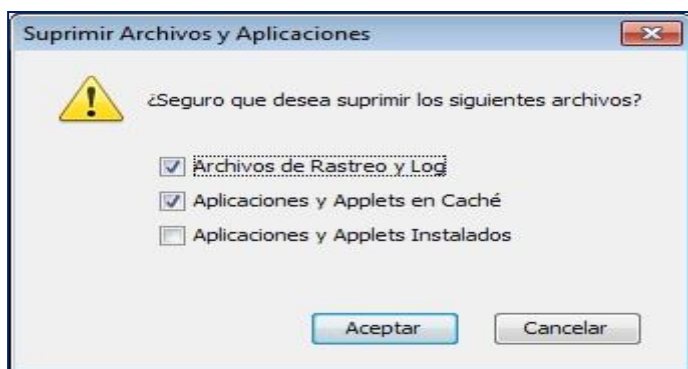 Suprimir Archivos y Aplicaciones
¿Seguro que desea suprimir los siguientes archivos?
Archivos de Rastreo y Log
Aplicaciones y Applets en Caché
Aplicaciones y Applets Instalados
Aceptar Cancelar